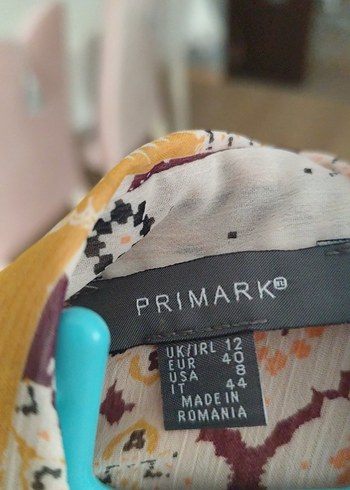 PRIMARK®
UK/IRL 12
EUR 40
USA 8
IT 44
MADE IN
ROMANIA